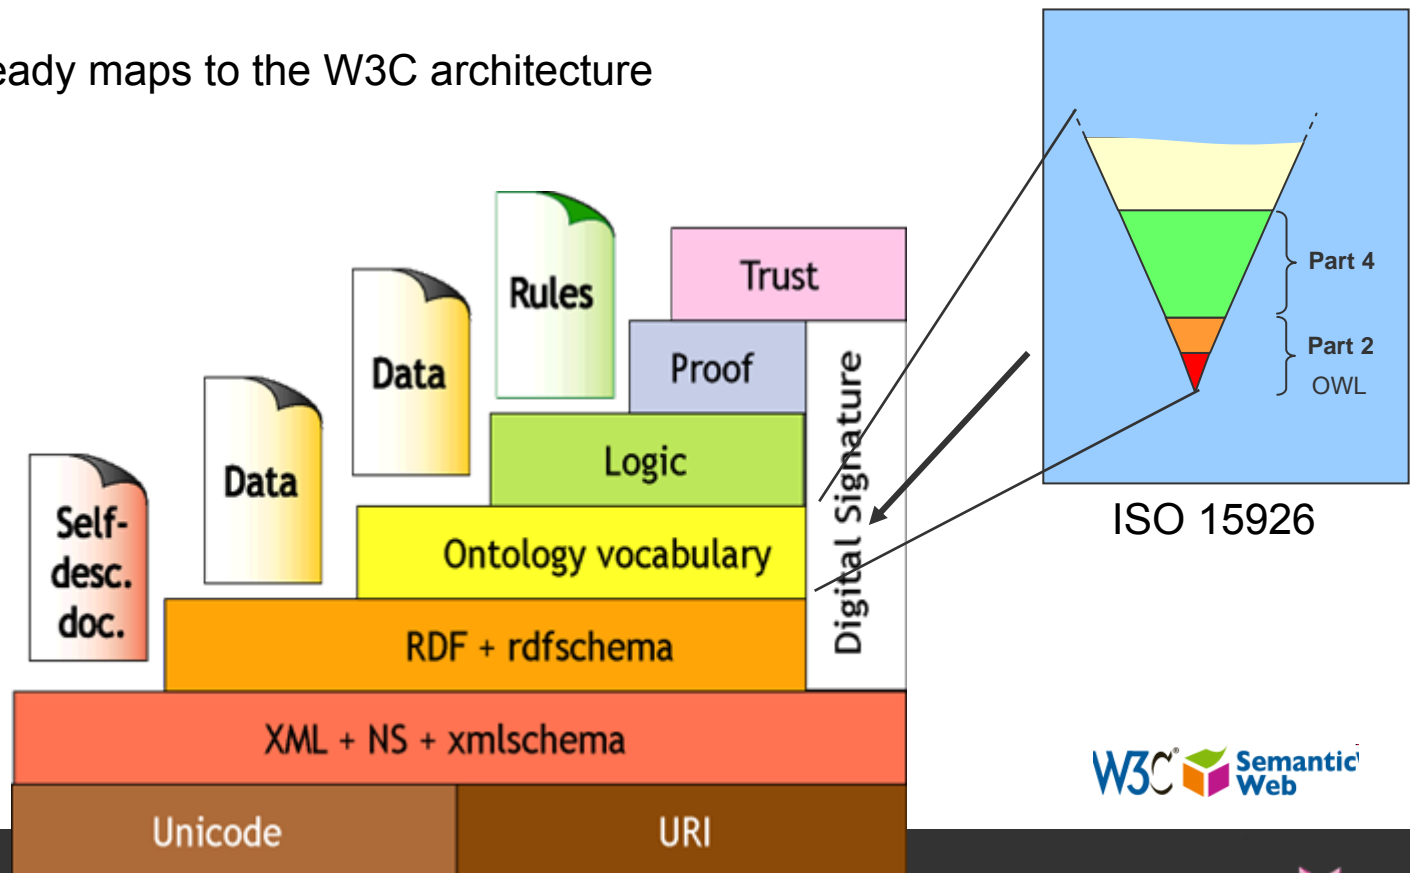 maps to the W3C architecture
Part 4
Part 2
OWL
ISO 15926
Rules
Trust
Data
Proof
Digital Signature
Data
Logic
Self-
desc.
doc.
Ontology vocabulary
RDF + rdfschema
XML + NS + xmlschema
W3C®
Semantic
Web
Unicode
URI